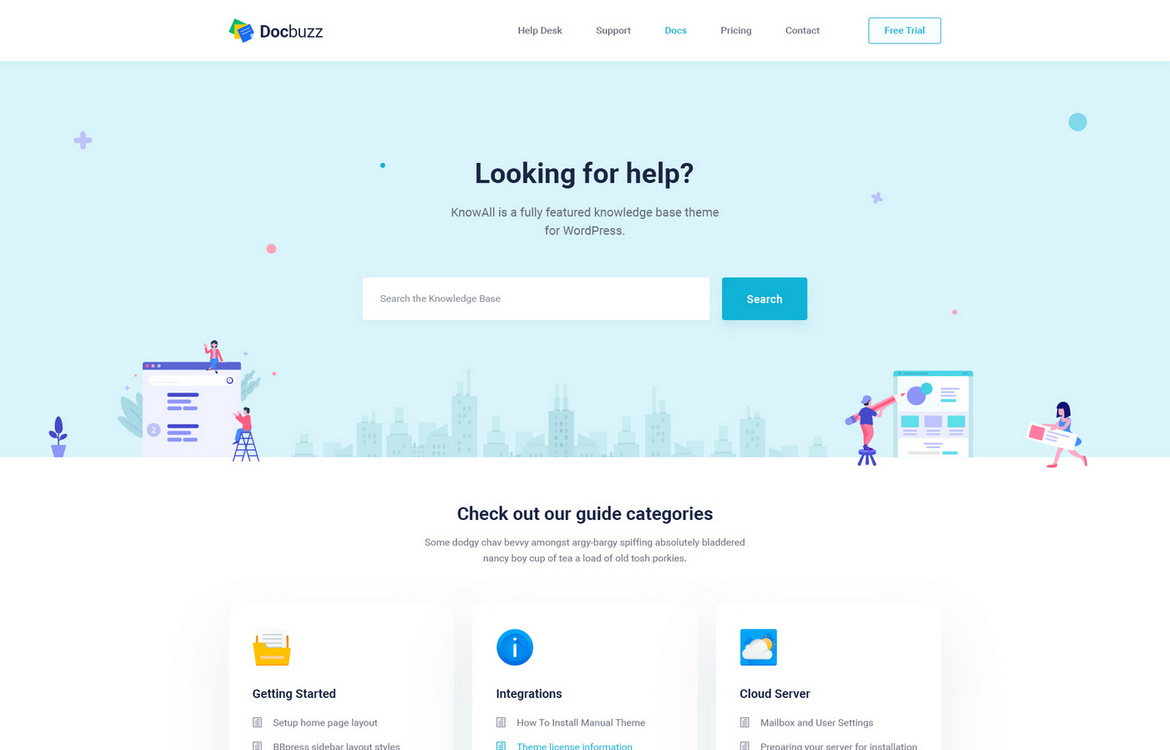 Docbuzz
Help Desk
Support
Docs
Pricing
Contact
Free Trial
Looking for help?
KnowAll is a fully featured knowledge base theme
for WordPress.
Search the Knowledge Base
Search
2
Check out our guide categories
Some dodgy chav bevvy amongst argy-bargy spiffing absolutely bladdered
nancy boy cup of tea a load of old tosh porkies.
Getting Started
Setup home page layout
BBpress sidebar layout styles
Integrations
How To Install Manual Theme
Theme license information
Cloud Server
Mailbox and User Settings
Preparing your server for installation